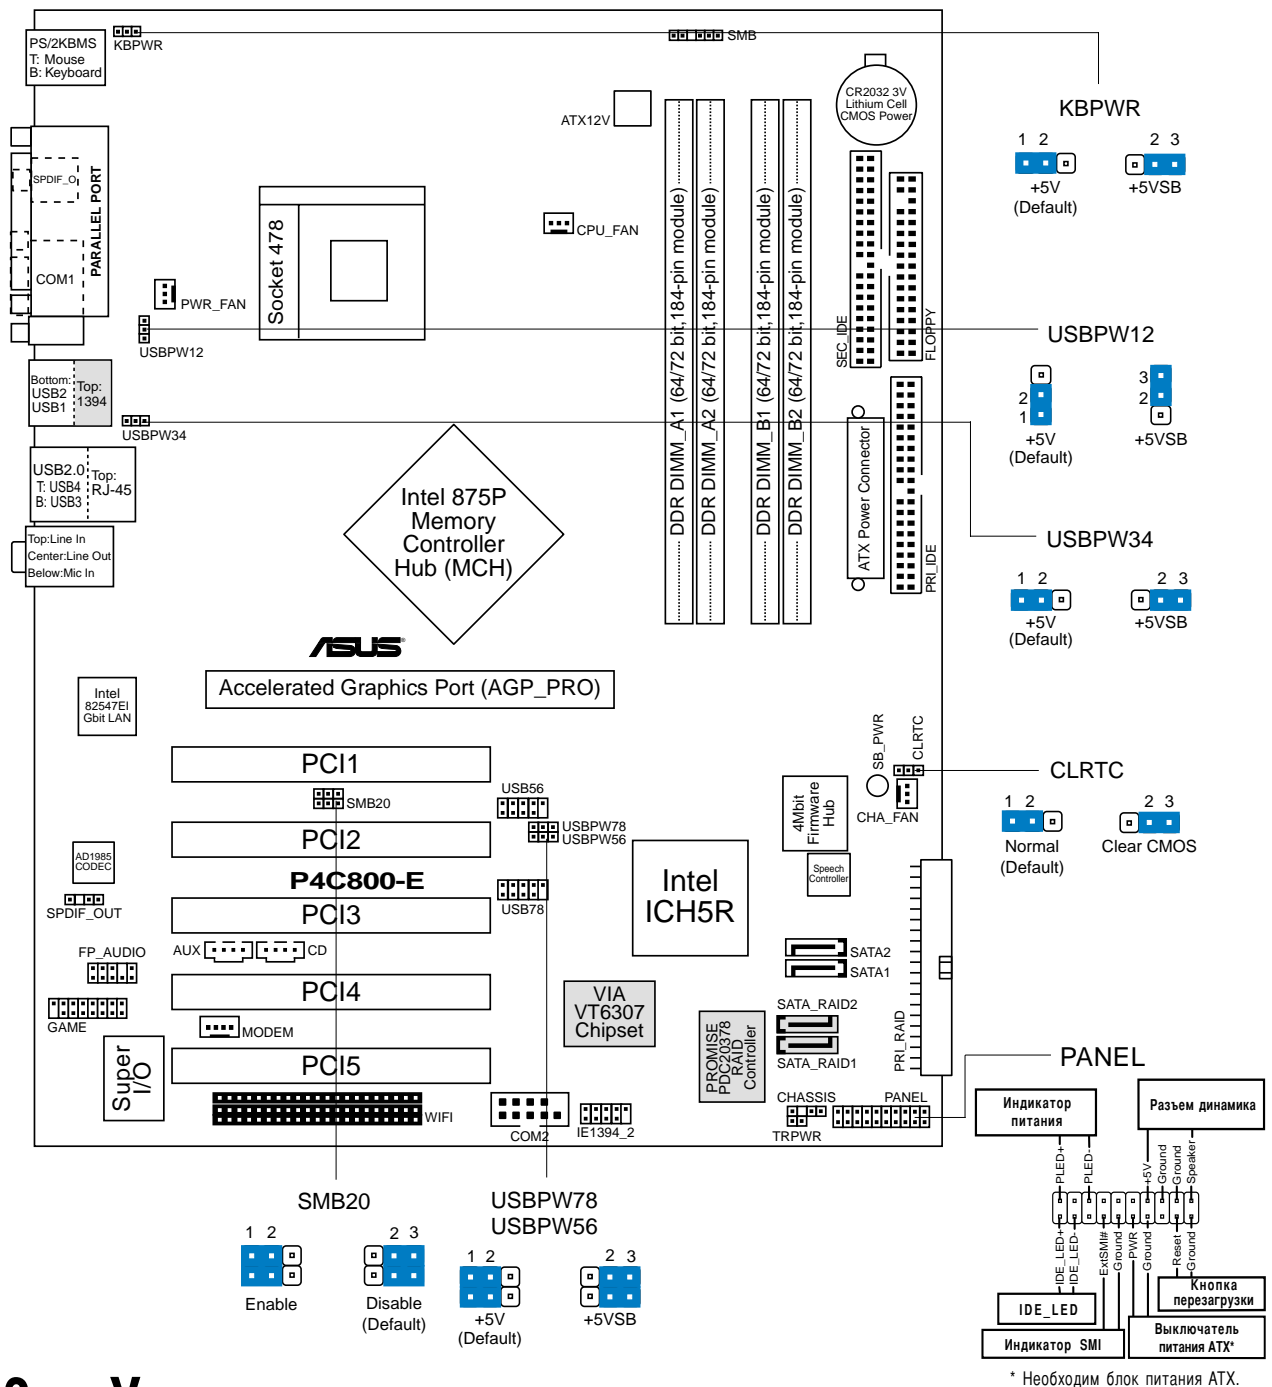 PS/2KBMS
T: Mouse
B: Keyboard
KBPWR
SMB
CR2032 3V
Lithium Cell
CMOS Power
ATX12V
KBPWR
1 2
2 3
+5V
(Default)
+5VSB
SPDIF_O
PARALLEL PORT
COM1
Socket 478
CPU_FAN
PWR_FAN
USBPW12
DDR DIMM_A1 (64/72 bit,184-pin module)
DDR DIMM_A2 (64/72 bit,184-pin module)
DDR DIMM_B1 (64/72 bit,184-pin module)
DDR DIMM_B2 (64/72 bit,184-pin module)
SEC_IDE
FLOPPY
USBPW12
2
1
3
2
+5V
(Default)
+5VSB
Bottom:
USB2
USB1
Top:
1394
USBPW34
USB2.0
T: USB4
B: USB3
Top:
RJ-45
Top:Line In
Center:Line Out
Below:Mic In
Intel 875P
Memory
Controller
Hub (MCH)
ATX Power Connector
PRI_IDE
USBPW34
1 2
2 3
+5V
(Default)
+5VSB
ASUS
Accelerated Graphics Port (AGP_PRO)
Intel
82547EI
Gbit LAN
PCI1
SMB20
USB56
USBPW78
USBPW56
SB_PWR
CLRTC
CHA_FAN
4Mbit
Firmware
Hub
CLRTC
1 2
2 3
Normal
(Default)
Clear CMOS
PCI2
AD1985
CODEC
P4C800-E
Intel
ICH5R
Speech
Controller
SPDIF_OUT
PCI3
USB78
FP_AUDIO
AUX
CD
SATA2
SATA1
PCI4
GAME
MODEM
VIA
VT6307
Chipset
SATA_RAID2
SATA_RAID1
PROMISE
PDC20378
RAID
Controller
PRI_RAID
Super
I/O
PCI5
WIFI
COM2
IE1394_2
CHASSIS
TRPWR
PANEL
PANEL
Индикатор
питания
Разъем динамика
PLED+
PLED-
+5V
Ground
Ground
Speaker
IDE_LED+
IDE_LED-
ExtSMI#
Ground
PWR
Ground
Reset
Ground
IDE_LED
Кнопка
перезагрузки
Индикатор SMI
Выключатель
питания ATX*
* Необходим блок питания ATX.
SMB20
1 2
2 3
Enable
Disable
(Default)
USBPW78
USBPW56
1 2
2 3
+5V
(Default)
+5VSB